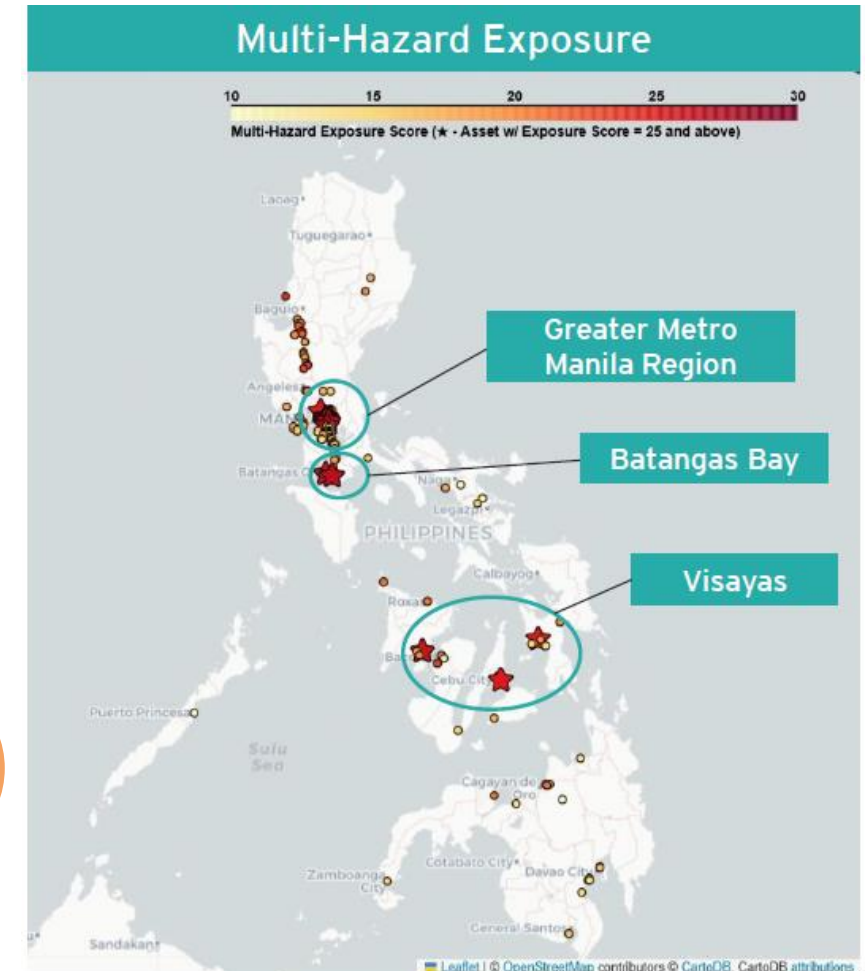 Multi-Hazard Exposure
10 15 20 25 30
Multi-Hazard Exposure Score (★ - Asset w/ Exposure Score = 25 and above)
Laoag
Tuguegarao
Baguio
Greater Metro
Manila Region
Angeles
MAN
Batangas Bay
Batangas C
Naga
Legazpi
PHILIPPINES
Visayas
Calbayog
Roxas
Bac
Cebu City
Puerto Princesa
Sulu
Sea
Cagayan de
Oro
Cotabato City
Davao City
Zamboanga
City
General Santos
Sandakan
Leaflet | © OpenStreetMap contributors © CartoDB, CartoDB attributions